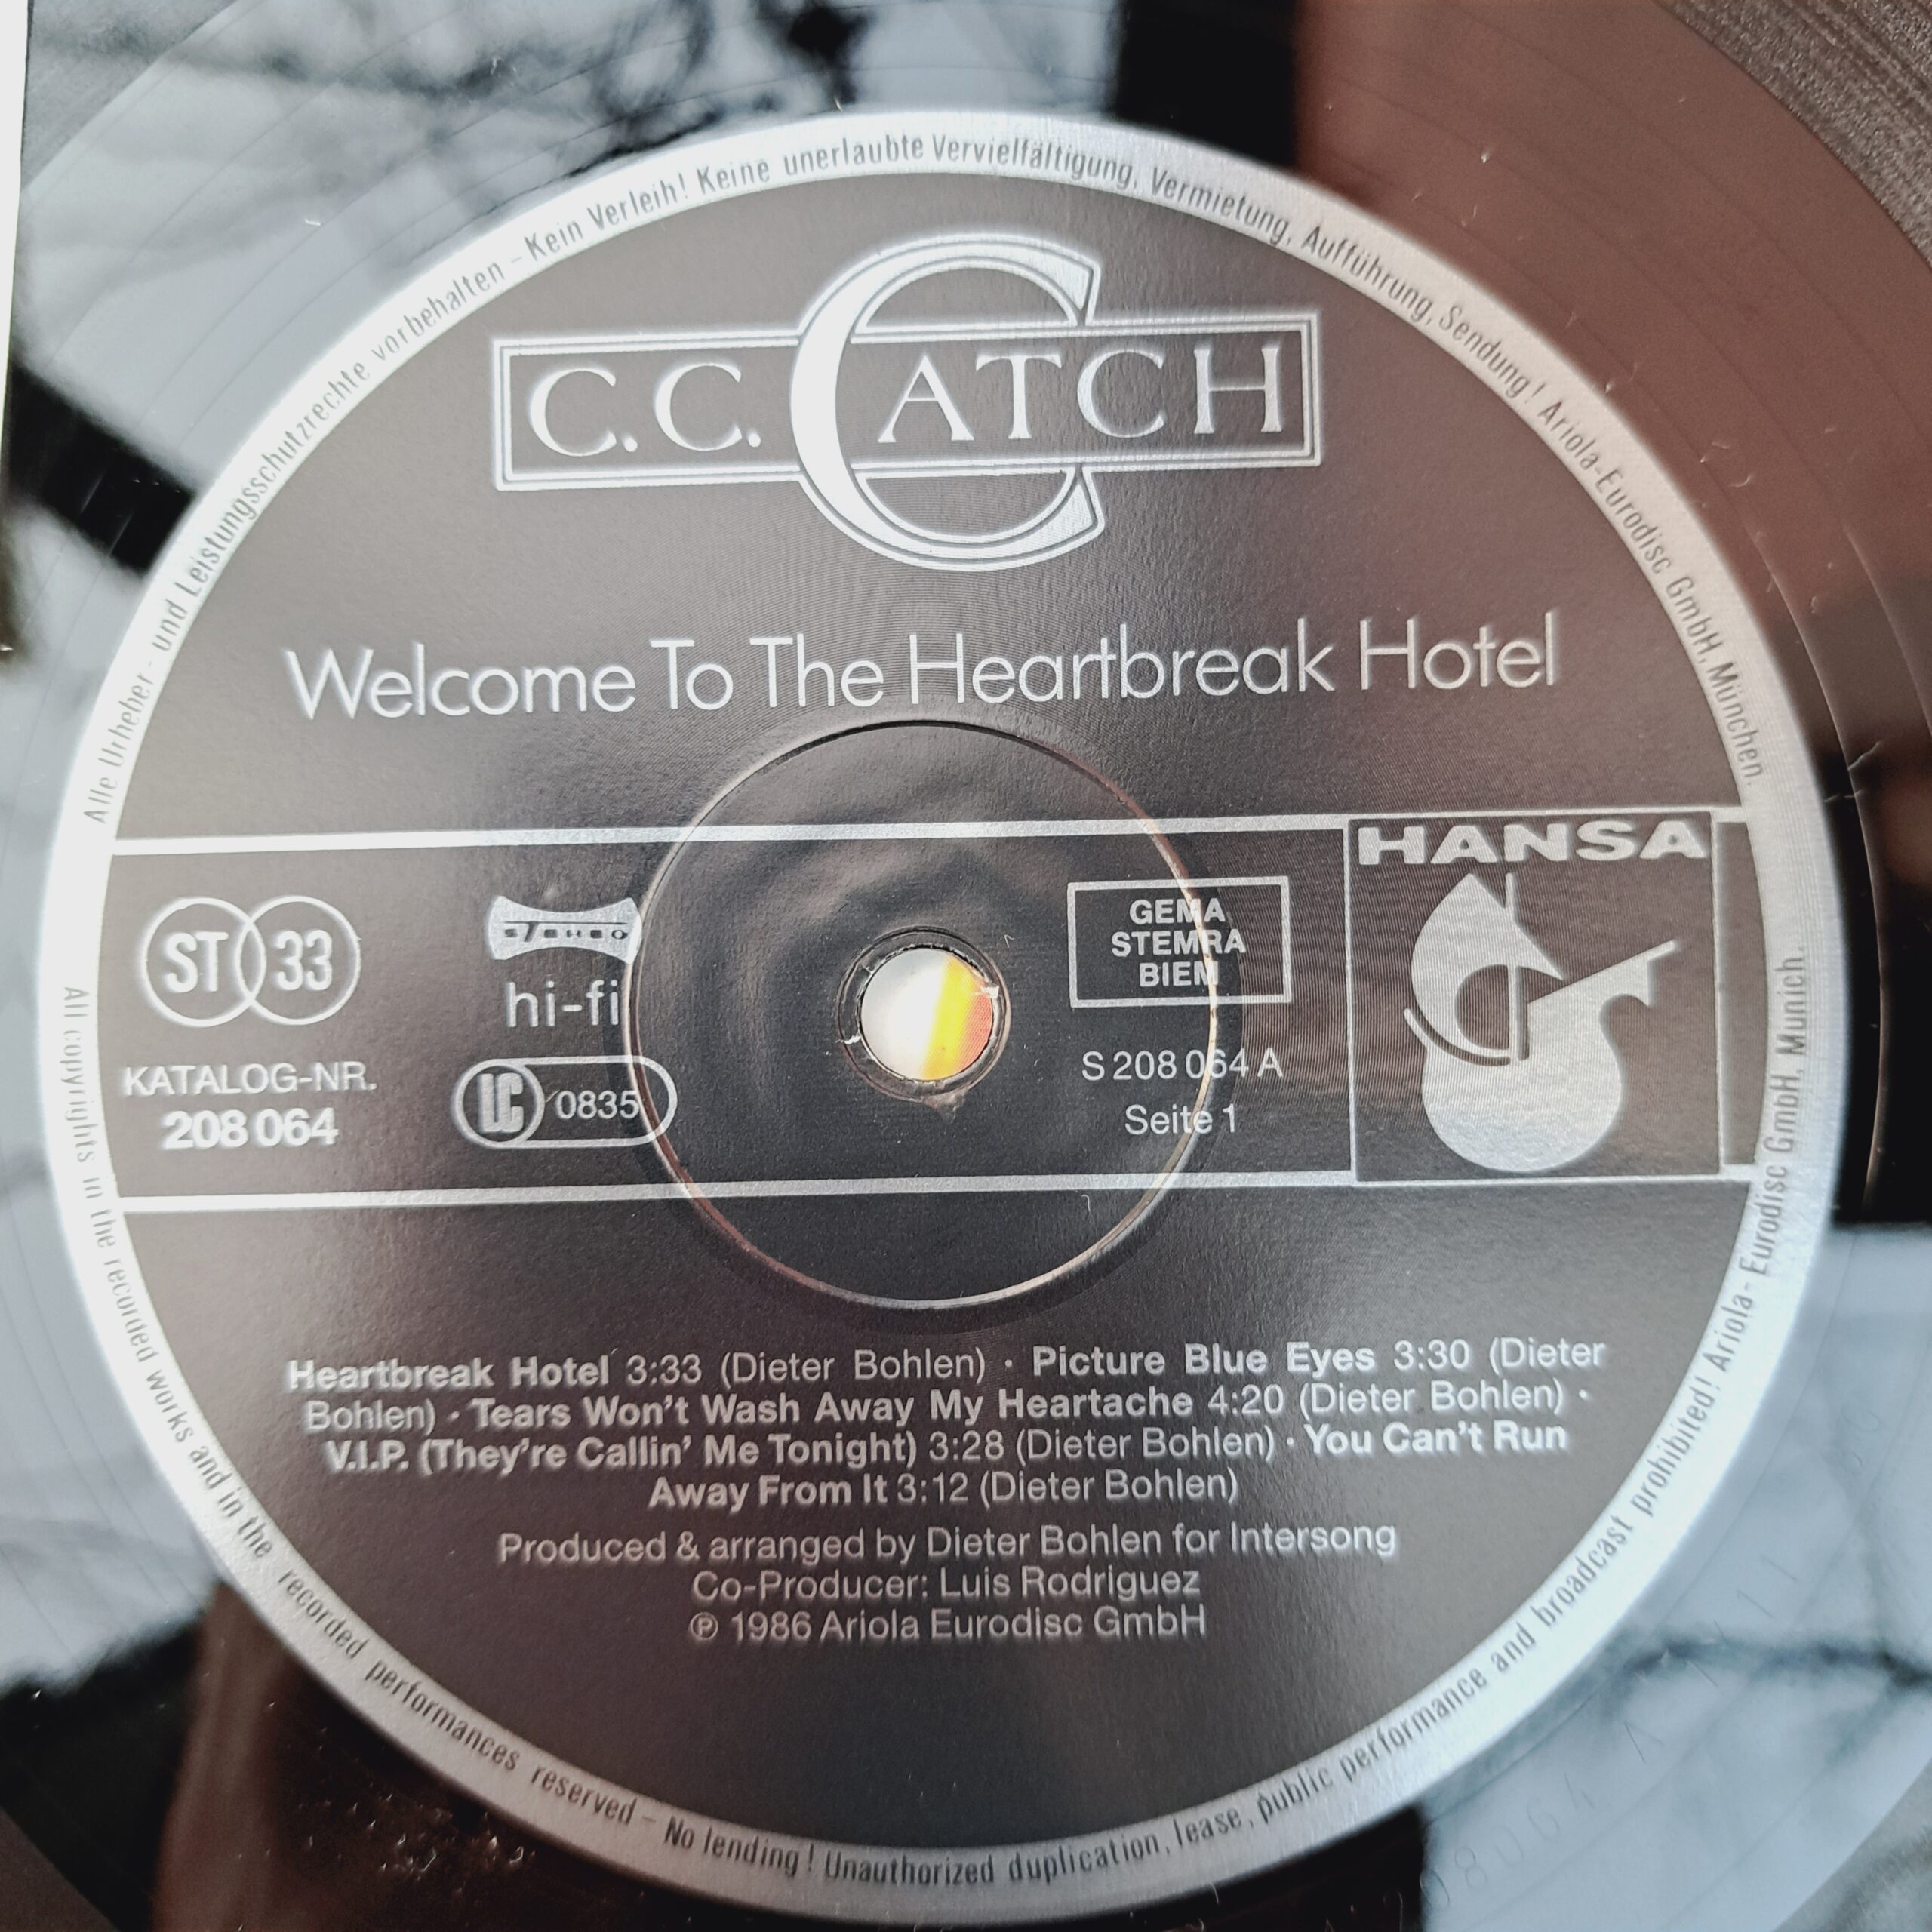 Alle Urheber- und Leistungsschutzrechte vorbehalten – Kein Verleih! Keine unerlaubte Vervielfältigung, Vermietung, Aufführung, Sendung! Ariola-Eurodisc GmbH, München.
C.C. CATCH
Welcome To The Heartbreak Hotel
HANSA
ST 33
STEREO
hi-fi
GEMA
STEMRA
BIEM
KATALOG-NR.
208 064
LC 0835
S 208 064 A
Seite 1
Heartbreak Hotel 3:33 (Dieter Bohlen) · Picture Blue Eyes 3:30 (Dieter
Bohlen) · Tears Won't Wash Away My Heartache 4:20 (Dieter Bohlen) ·
V.I.P. (They're Callin' Me Tonight) 3:28 (Dieter Bohlen) · You Can't Run
Away From It 3:12 (Dieter Bohlen)
Produced & arranged by Dieter Bohlen for Intersong
Co-Producer: Luis Rodriguez
℗ 1986 Ariola Eurodisc GmbH
All copyrights in the recorded works and in the recorded performances reserved – No lending! Unauthorized duplication, lease, public performance and broadcast prohibited! Ariola-Eurodisc GmbH, Munich.